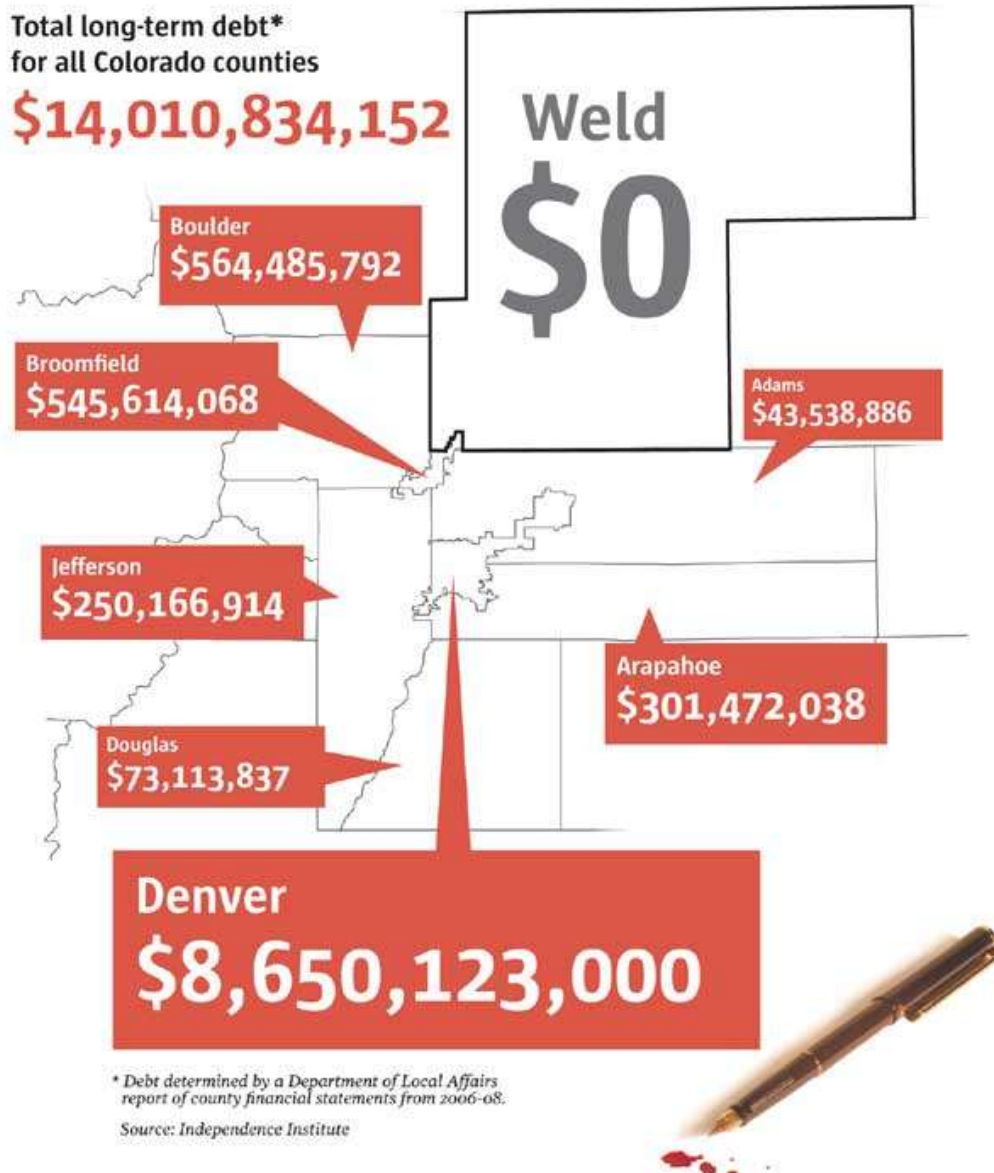 Total long-term debt*
for all Colorado counties
$14,010,834,152
Weld
$0
Boulder
$564,485,792
Broomfield
$545,614,068
Adams
$43,538,886
Jefferson
$250,166,914
Arapahoe
$301,472,038
Douglas
$73,113,837
Denver
$8,650,123,000
* Debt determined by a Department of Local Affairs
report of county financial statements from 2006-08.
Source: Independence Institute